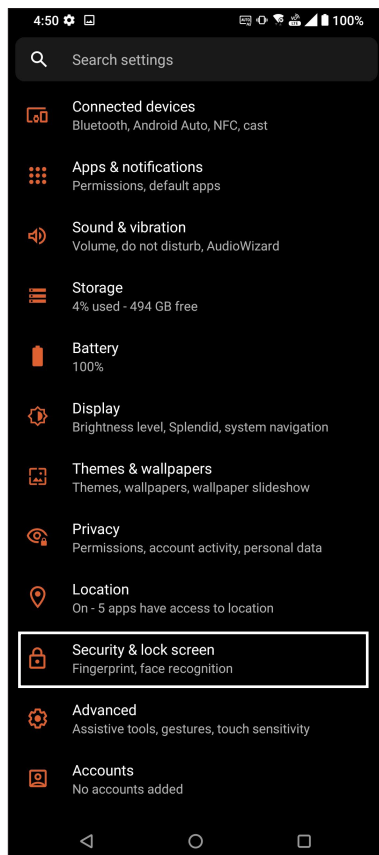 4:50
100%
Search settings
Connected devices
Bluetooth, Android Auto, NFC, cast
Apps & notifications
Permissions, default apps
Sound & vibration
Volume, do not disturb, AudioWizard
Storage
4% used - 494 GB free
Battery
100%
Display
Brightness level, Splendid, system navigation
Themes & wallpapers
Themes, wallpapers, wallpaper slideshow
Privacy
Permissions, account activity, personal data
Location
On - 5 apps have access to location
Security & lock screen
Fingerprint, face recognition
Advanced
Assistive tools, gestures, touch sensitivity
Accounts
No accounts added